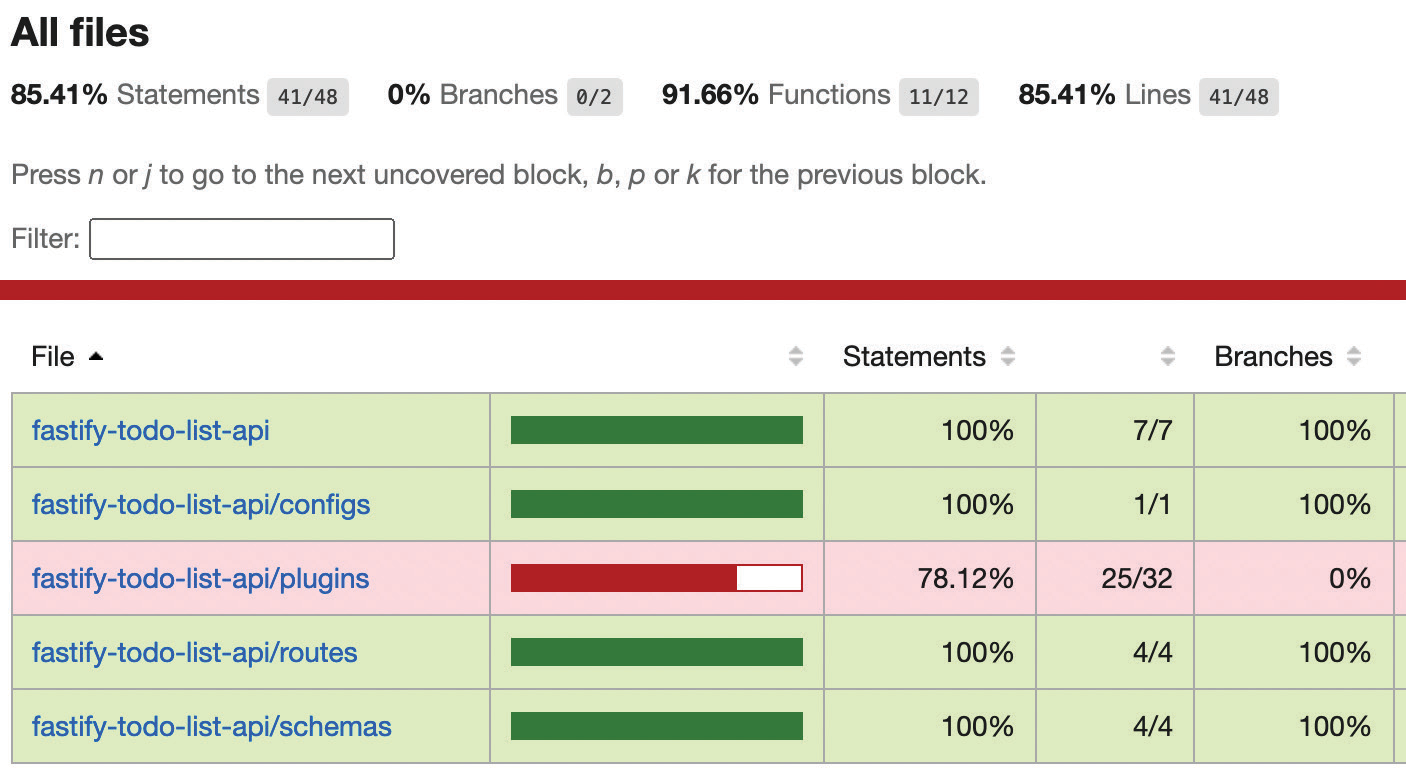 All files
85.41% Statements 41/48 0% Branches 0/2 91.66% Functions 11/12 85.41% Lines 41/48
Press n or j to go to the next uncovered block, b, p or k for the previous block.
Filter:
File Statements Branches
fastify-todo-list-api 100% 7/7 100%
fastify-todo-list-api/configs 100% 1/1 100%
fastify-todo-list-api/plugins 78.12% 25/32 0%
fastify-todo-list-api/routes 100% 4/4 100%
fastify-todo-list-api/schemas 100% 4/4 100%